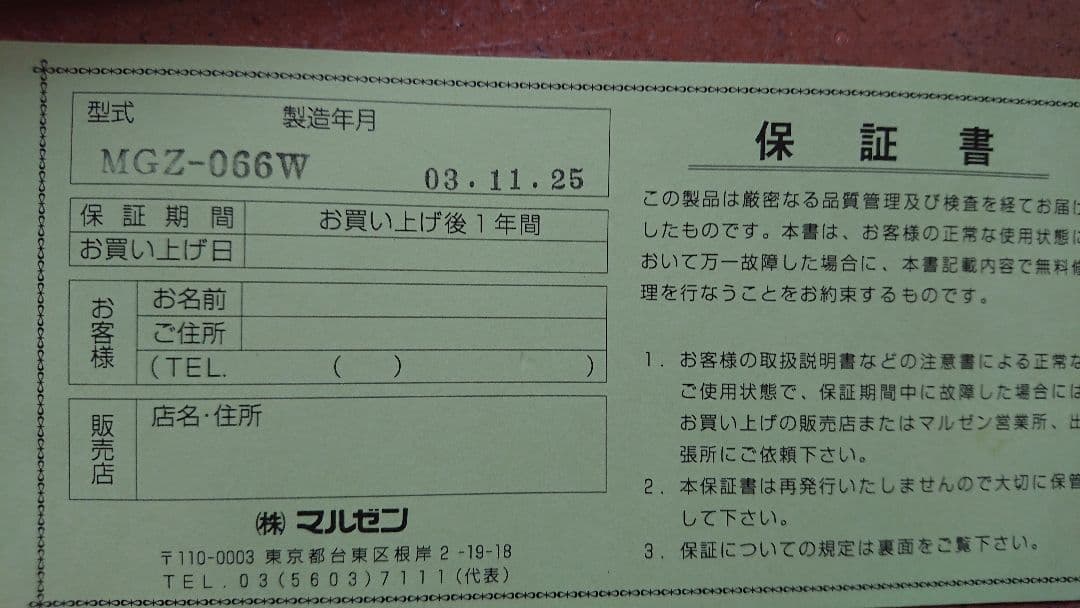 型式 製造年月
MGZ-066W 03.11.25
保証期間 お買い上げ後1年間
お買い上げ日
お客様
お名前
ご住所
(TEL. ( ) )
販売店
店名・住所
㈱ マルゼン
〒110-0003 東京都台東区根岸2-19-18
TEL.03(5603)7111(代表)
保証書
この製品は厳密なる品質管理及び検査を経てお届け
したものです。本書は、お客様の正常な使用状態に
おいて万一故障した場合に、本書記載内容で無料修
理を行なうことをお約束するものです。
1. お客様の取扱説明書などの注意書による正常な
ご使用状態で、保証期間中に故障した場合には
お買い上げの販売店またはマルゼン営業所、出
張所にご依頼下さい。
2. 本保証書は再発行いたしませんので大切に保管
して下さい。
3. 保証についての規定は裏面をご覧下さい。